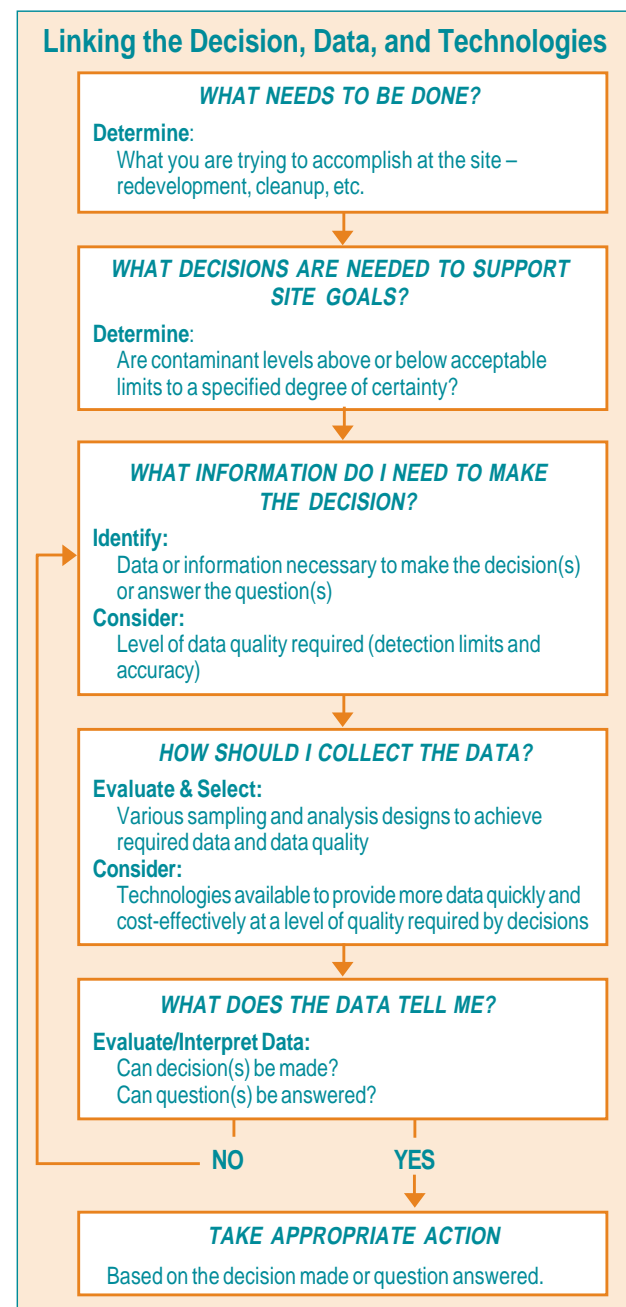 Linking the Decision, Data, and Technologies
WHAT NEEDS TO BE DONE?
Determine:
What you are trying to accomplish at the site –
redevelopment, cleanup, etc.
WHAT DECISIONS ARE NEEDED TO SUPPORT
SITE GOALS?
Determine:
Are contaminant levels above or below acceptable
limits to a specified degree of certainty?
WHAT INFORMATION DO I NEED TO MAKE
THE DECISION?
Identify:
Data or information necessary to make the decision(s)
or answer the question(s)
Consider:
Level of data quality required (detection limits and
accuracy)
HOW SHOULD I COLLECT THE DATA?
Evaluate & Select:
Various sampling and analysis designs to achieve
required data and data quality
Consider:
Technologies available to provide more data quickly and
cost-effectively at a level of quality required by decisions
WHAT DOES THE DATA TELL ME?
Evaluate/Interpret Data:
Can decision(s) be made?
Can question(s) be answered?
NO YES
TAKE APPROPRIATE ACTION
Based on the decision made or question answered.